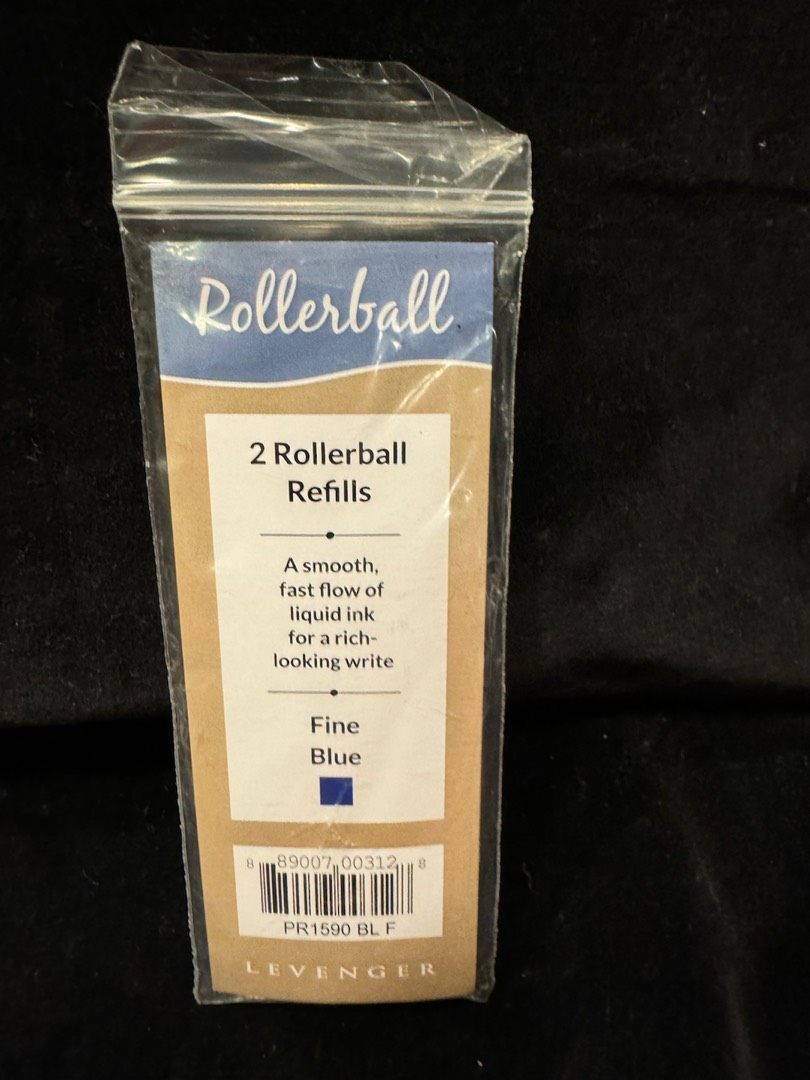 Rollerball
2 Rollerball
Refills
A smooth,
fast flow of
liquid ink
for a rich-
looking write
Fine
Blue
8 89007 00312 8
PR1590 BL F
LEVENGER